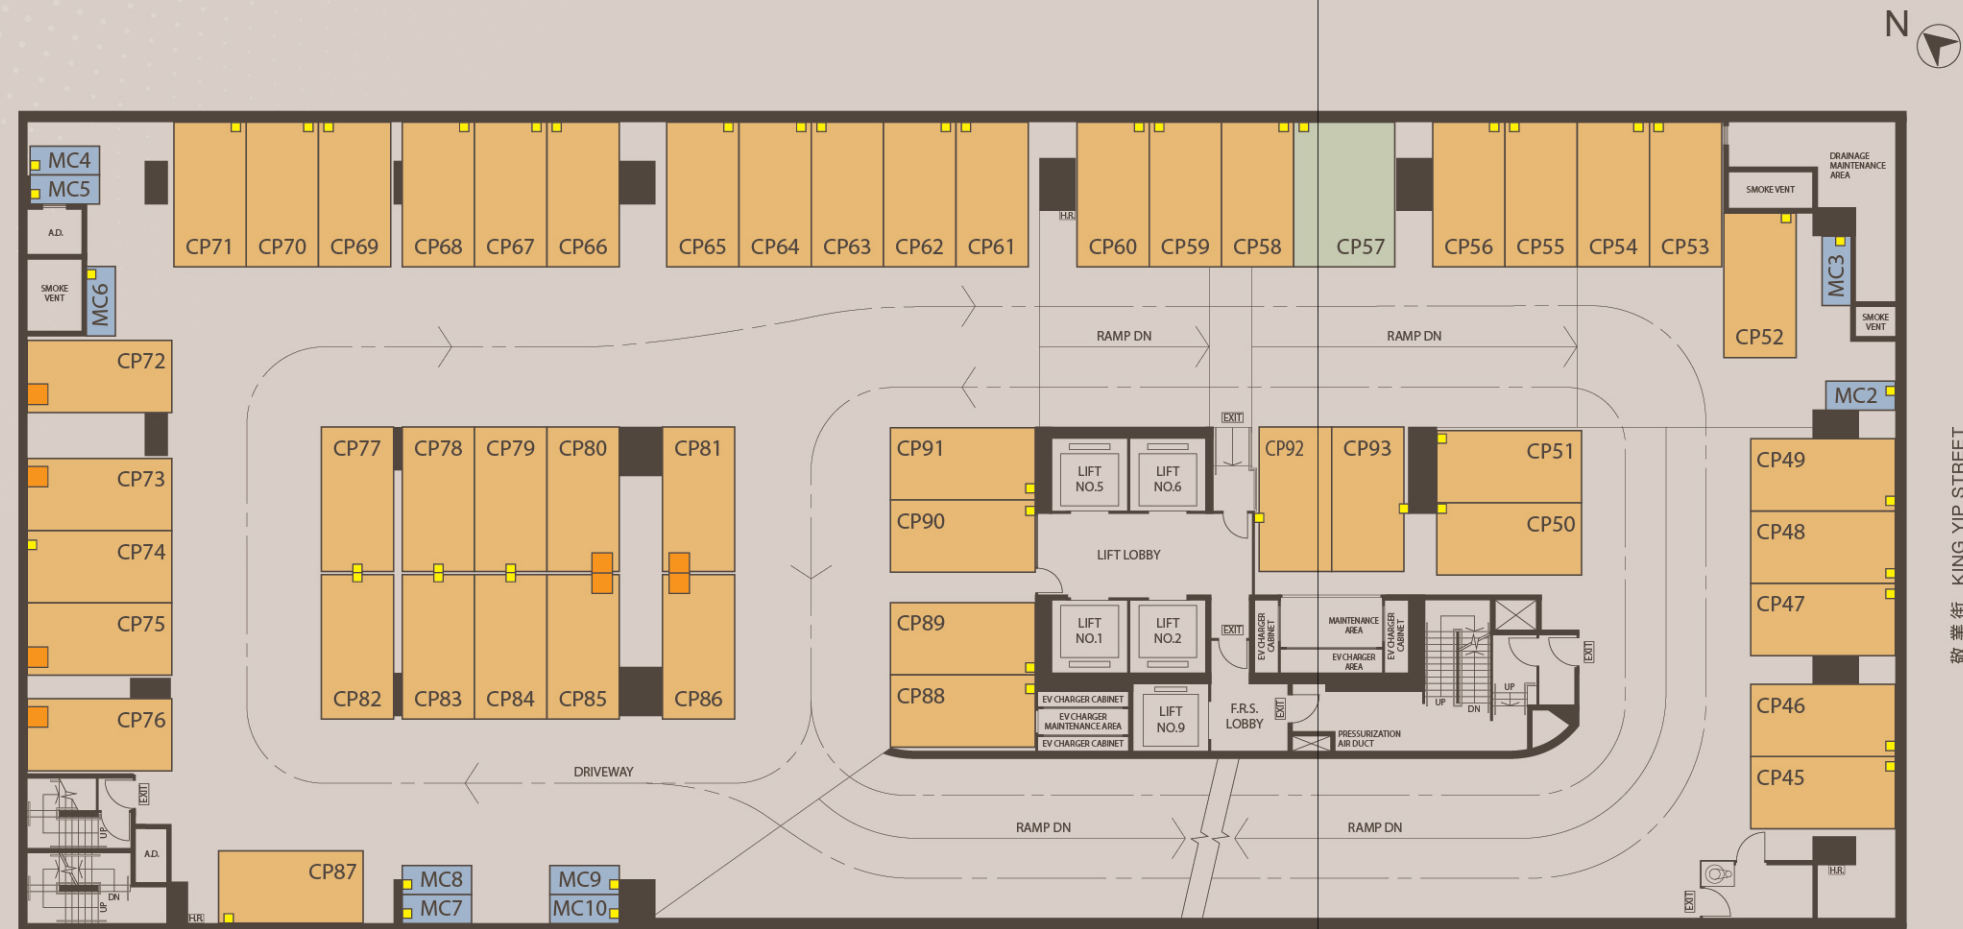 N
MC4
MC5
A.D.
SMOKE
VENT
MC6
CP71
CP70
CP69
CP68
CP67
CP66
CP65
CP64
CP63
CP62
CP61
H.R.
CP60
CP59
CP58
CP57
CP56
CP55
CP54
CP53
DRAINAGE
MAINTENANCE
AREA
SMOKE VENT
MC3
SMOKE
VENT
CP52
MC2
RAMP DN
RAMP DN
CP72
CP73
CP74
CP75
CP76
CP77
CP78
CP79
CP80
CP81
CP82
CP83
CP84
CP85
CP86
CP91
CP90
CP89
CP88
LIFT
NO.5
LIFT
NO.6
EXIT
LIFT LOBBY
LIFT
NO.1
LIFT
NO.2
EXIT
CP92
CP93
CP51
CP50
EV CHARGER
CABINET
MAINTENANCE
AREA
EV CHARGER
AREA
EV CHARGER
CABINET
EV CHARGER CABINET
EV CHARGER
MAINTENANCE AREA
EV CHARGER CABINET
LIFT
NO.9
F.R.S.
LOBBY
EXIT
PRESSURIZATION
AIR DUCT
UP
DN
UP
EXIT
CP49
CP48
CP47
CP46
CP45
敬業街 KING YIP STREET
DRIVEWAY
RAMP DN
RAMP DN
EXIT
UP
A.D.
DN
UP
H.R.
CP87
MC8
MC7
MC9
MC10
EXIT
H.R.